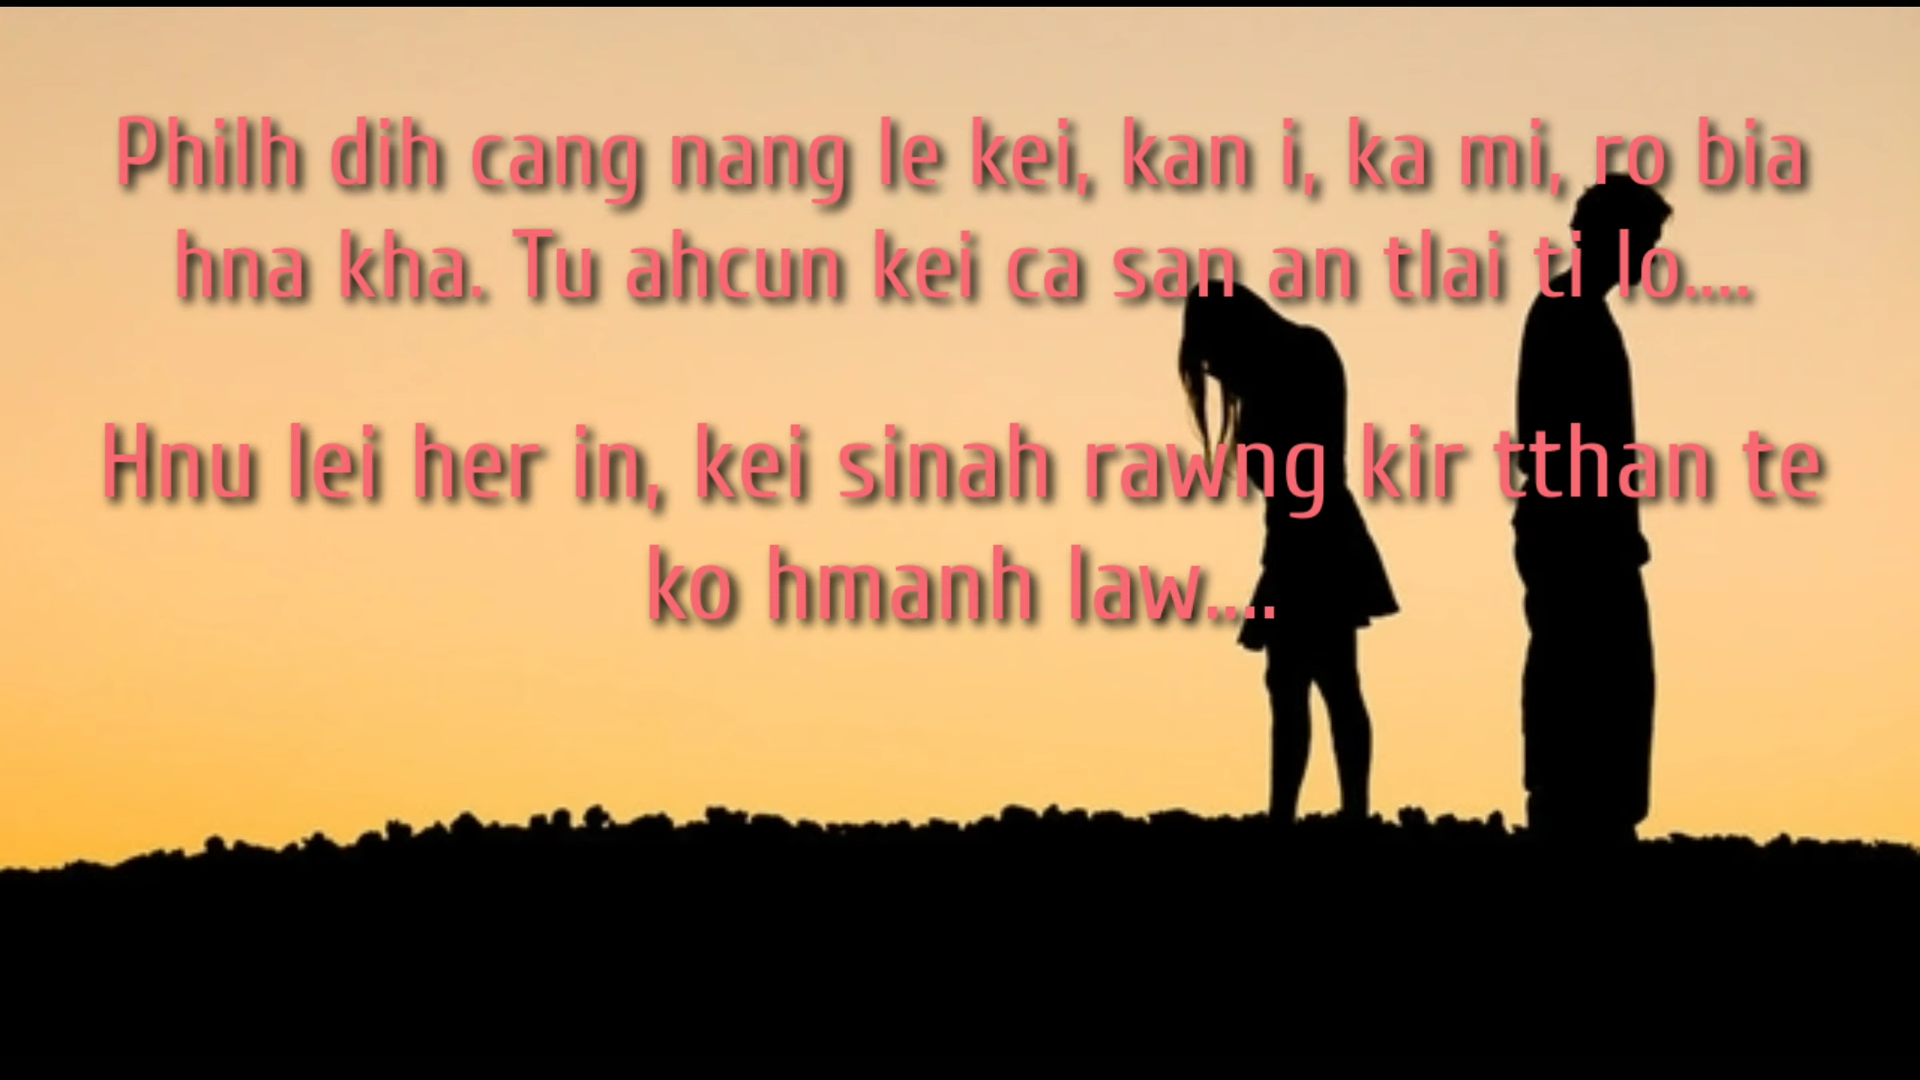 Philh dih cang nang le kei, kan i, ka mi, ro bia
hna kha. Tu ahcun kei ca san an tlai ti lo....
Hnu lei her in, kei sinah rawng kir tthan te
ko hmanh law....